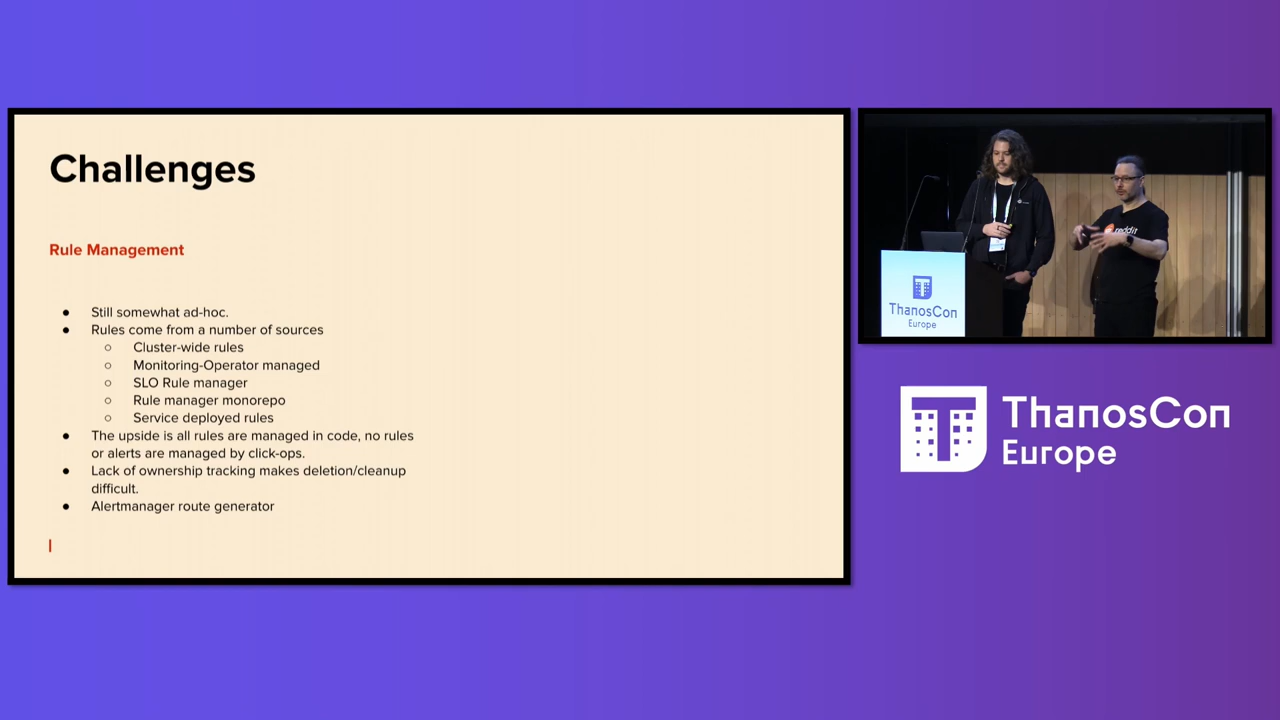 Challenges
Rule Management
● Still somewhat ad-hoc.
● Rules come from a number of sources
○ Cluster-wide rules
○ Monitoring-Operator managed
○ SLO Rule manager
○ Rule manager monorepo
○ Service deployed rules
● The upside is all rules are managed in code, no rules
or alerts are managed by click-ops.
● Lack of ownership tracking makes deletion/cleanup
difficult.
● Alertmanager route generator
reddit
ThanosCon
Europe
ThanosCon
Europe